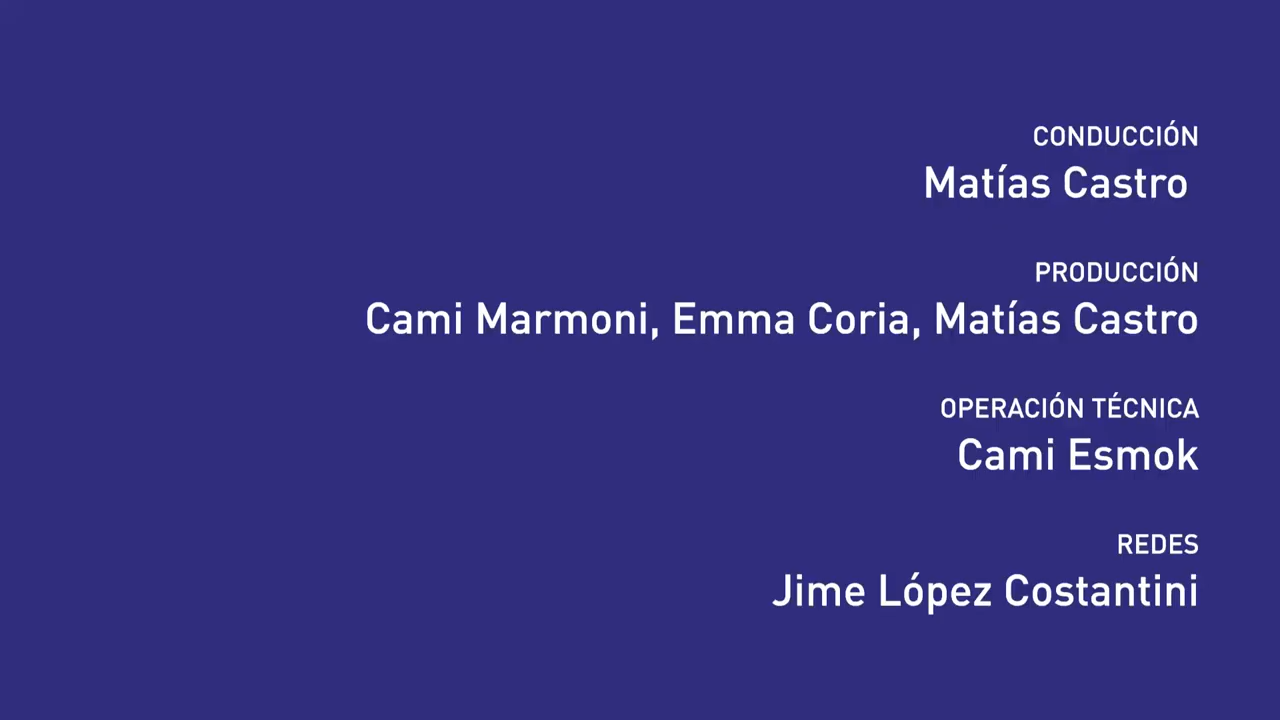 CONDUCCIÓN
Matías Castro
PRODUCCIÓN
Cami Marmoni, Emma Coria, Matías Castro
OPERACIÓN TÉCNICA
Cami Esmok
REDES
Jime López Costantini